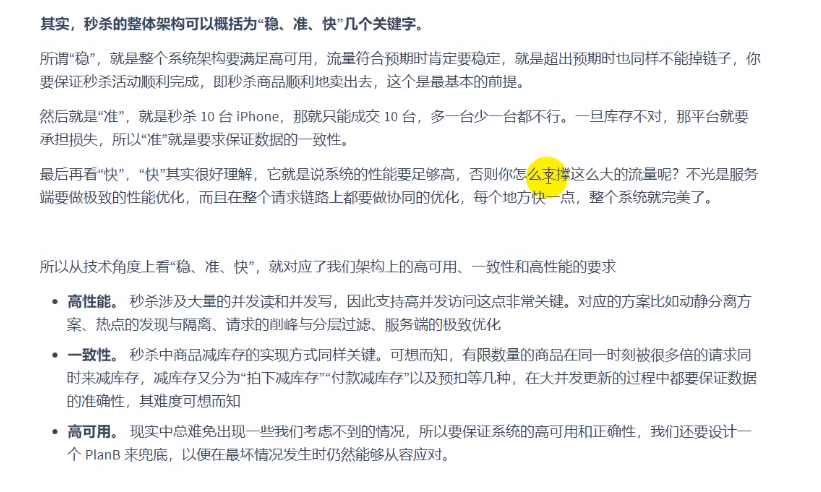 其实，秒杀的整体架构可以概括为“稳、准、快”几个关键字。
所谓“稳”，就是整个系统架构要满足高可用，流量符合预期时肯定要稳定，就是超出预期时也同样不能掉链子，你
要保证秒杀活动顺利完成，即秒杀商品顺利地卖出去，这个是最基本的前提。
然后就是“准”，就是秒杀 10 台 iPhone，那就只能成交 10 台，多一台少一台都不行。一旦库存不对，那平台就要
承担损失，所以“准”就是要求保证数据的一致性。
最后再看“快”，“快”其实很好理解，它就是说系统的性能要足够高，否则你怎么支撑这么大的流量呢？不光是服务
端要做极致的性能优化，而且在整个请求链路上都要做协同的优化，每个地方快一点，整个系统就完美了。
所以从技术角度上看“稳、准、快”，就对应了我们架构上的高可用、一致性和高性能的要求
• 高性能。 秒杀涉及大量的并发读和并发写，因此支持高并发访问这点非常关键。对应的方案比如动静分离方
案、热点的发现与隔离、请求的削峰与分层过滤、服务端的极致优化
• 一致性。 秒杀中商品减库存的实现方式同样关键。可想而知，有限数量的商品在同一时刻被很多倍的请求同
时来减库存，减库存又分为“拍下减库存”“付款减库存”以及预扣等几种，在大并发更新的过程中都要保证数据
的准确性，其难度可想而知
• 高可用。 现实中总难免出现一些我们考虑不到的情况，所以要保证系统的高可用和正确性，我们还要设计一
个 PlanB 来兜底，以便在最坏情况发生时仍然能够从容应对。